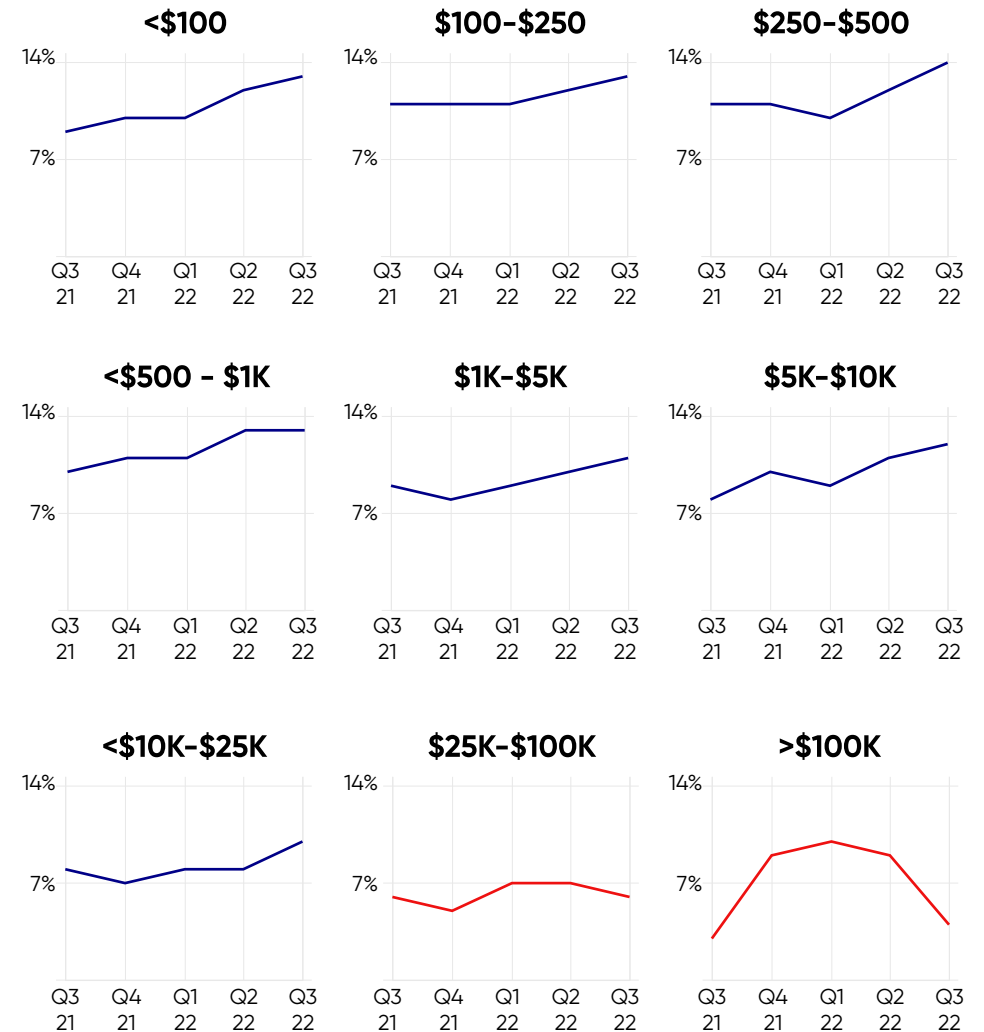 <$100
$100-$250
$250-$500
14%
14%
14%
7%
7%
7%
Q3 Q4 Q1 Q2 Q3
21 21 22 22 22
Q3 Q4 Q1 Q2 Q3
21 21 22 22 22
Q3 Q4 Q1 Q2 Q3
21 21 22 22 22
<$500 - $1K
$1K-$5K
$5K-$10K
14%
14%
14%
7%
7%
7%
Q3 Q4 Q1 Q2 Q3
21 21 22 22 22
Q3 Q4 Q1 Q2 Q3
21 21 22 22 22
Q3 Q4 Q1 Q2 Q3
21 21 22 22 22
<$10K-$25K
$25K-$100K
>$100K
14%
14%
14%
7%
7%
7%
Q3 Q4 Q1 Q2 Q3
21 21 22 22 22
Q3 Q4 Q1 Q2 Q3
21 21 22 22 22
Q3 Q4 Q1 Q2 Q3
21 21 22 22 22